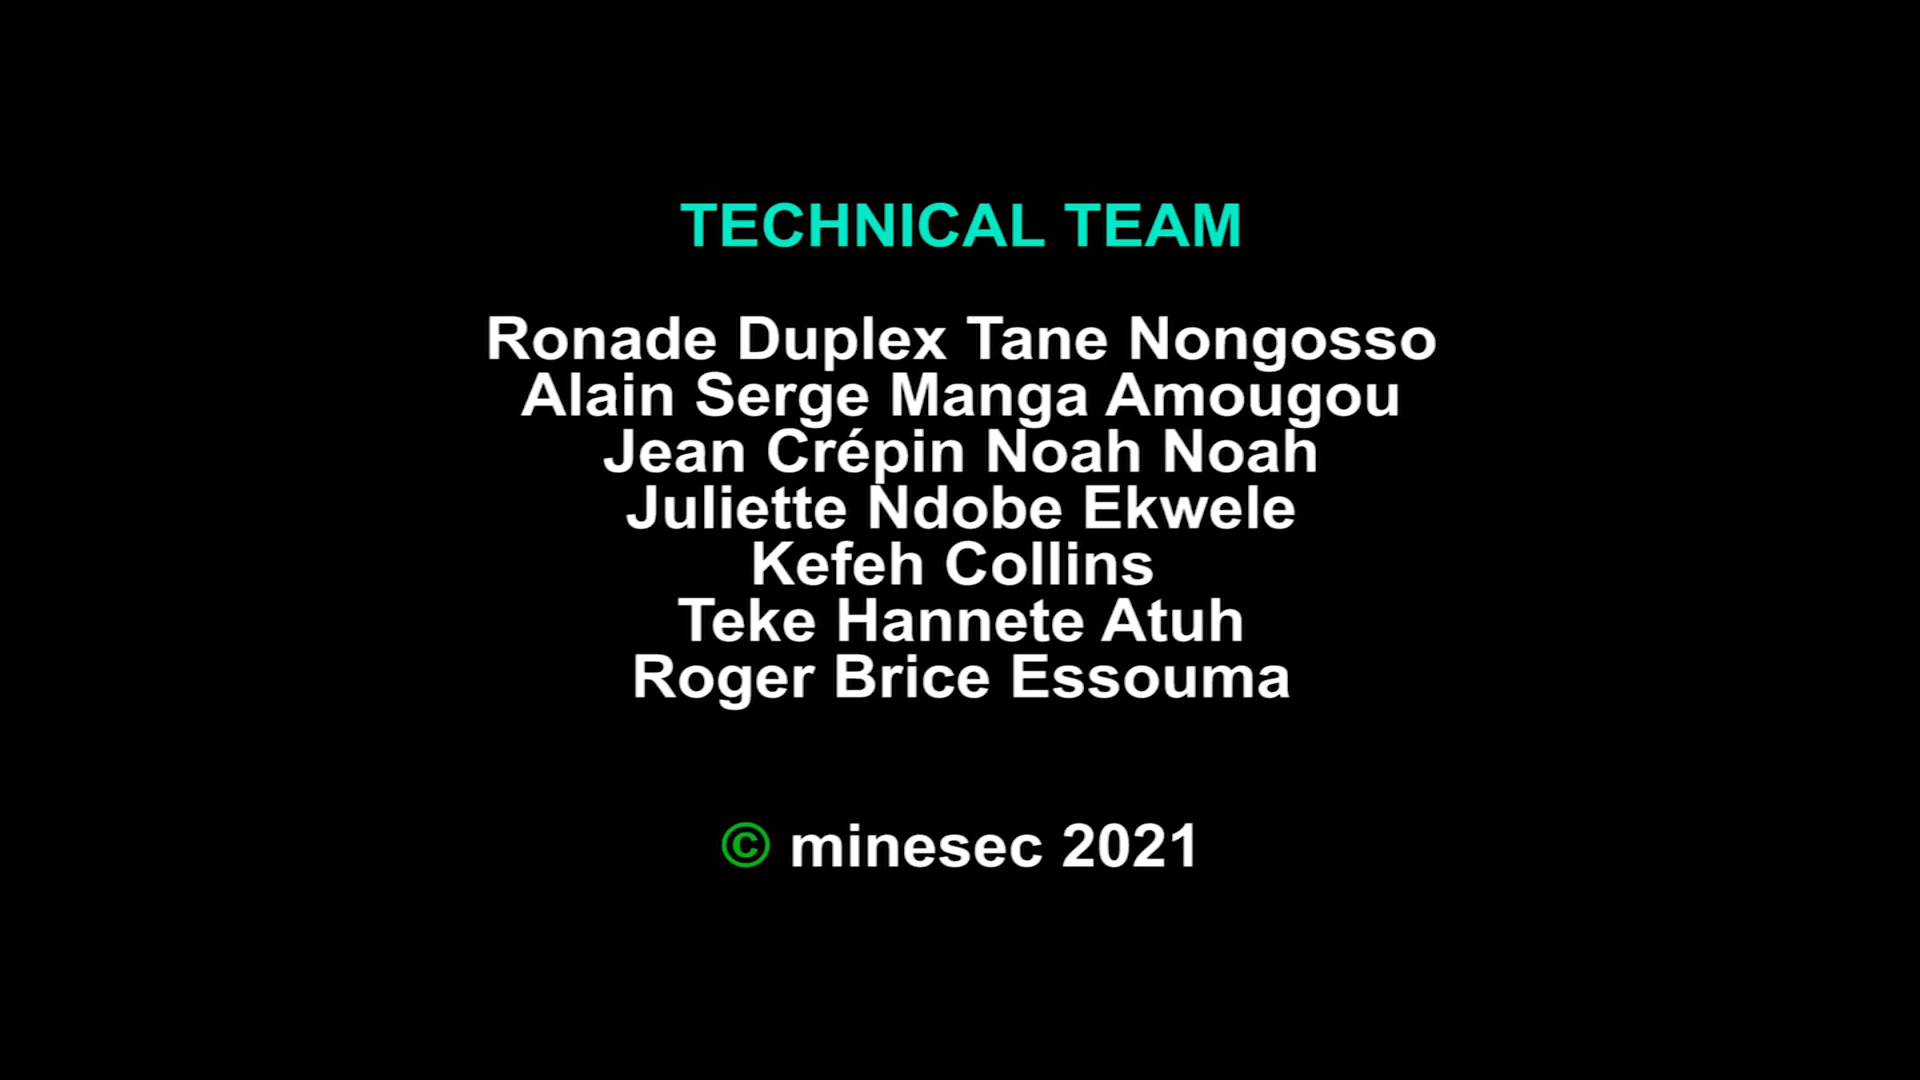 TECHNICAL TEAM
Ronade Duplex Tane Nongosso
Alain Serge Manga Amougou
Jean Crépin Noah Noah
Juliette Ndobe Ekwele
Kefeh Collins
Teke Hannete Atuh
Roger Brice Essouma
© minesec 2021